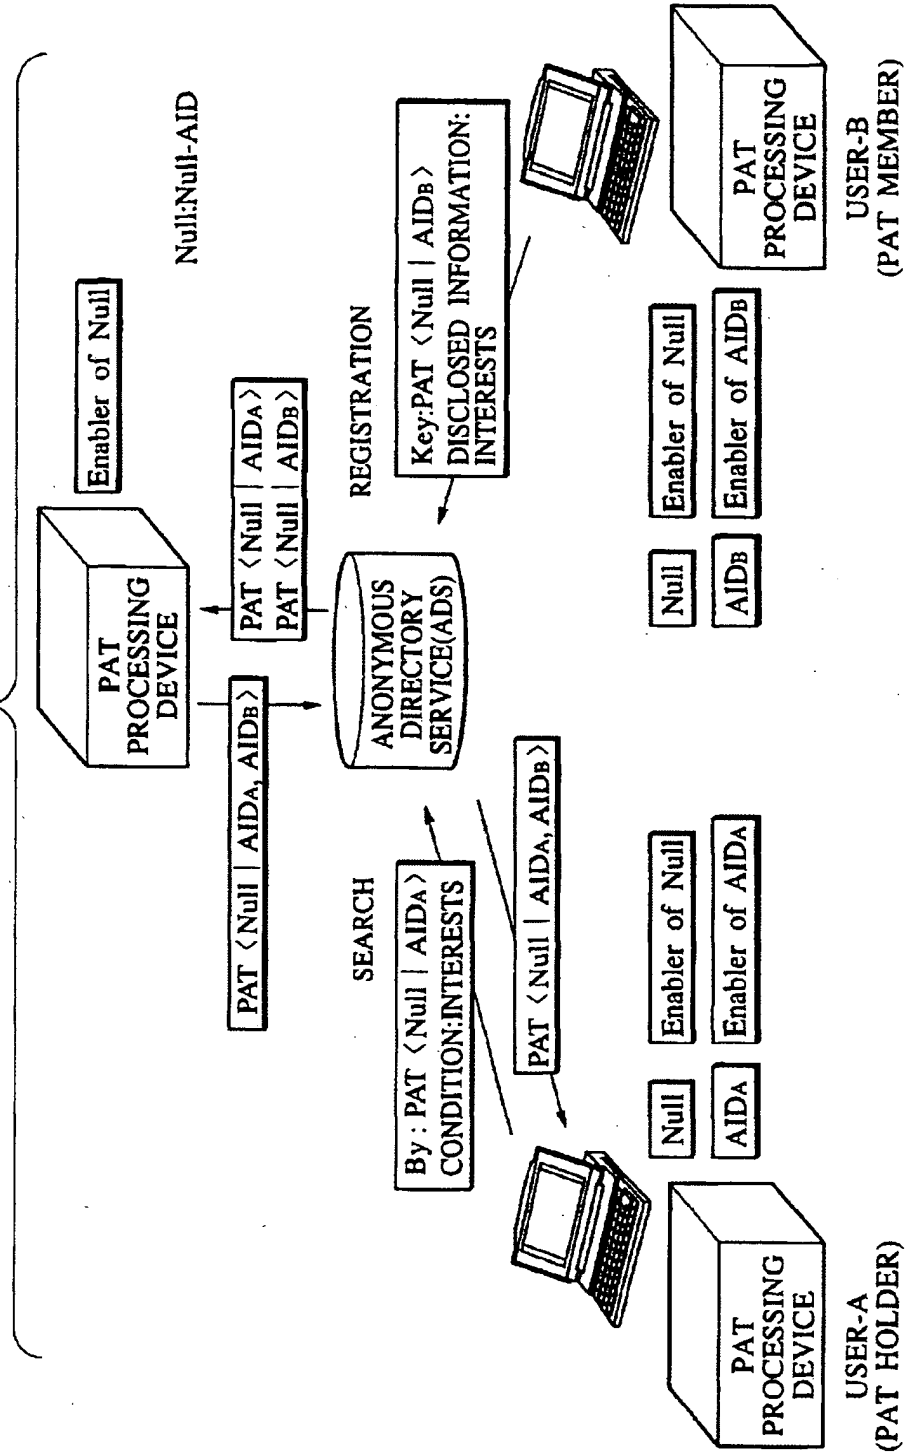 Null:Null-AID
Enabler of Null
PAT
PROCESSING
DEVICE
PAT <Null | AIDA, AIDB>
PAT <Null | AIDA>
PAT <Null | AIDB>
SEARCH
REGISTRATION
ANONYMOUS
DIRECTORY
SERVICE(ADS)
By : PAT <Null | AIDA>
CONDITION:INTERESTS
PAT <Null | AIDA, AIDB>
Key:PAT <Null | AIDB>
DISCLOSED INFORMATION:
INTERESTS
PAT
PROCESSING
DEVICE
USER-A
(PAT HOLDER)
Null
Enabler of Null
AIDA
Enabler of AIDA
Null
Enabler of Null
AIDB
Enabler of AIDB
PAT
PROCESSING
DEVICE
USER-B
(PAT MEMBER)